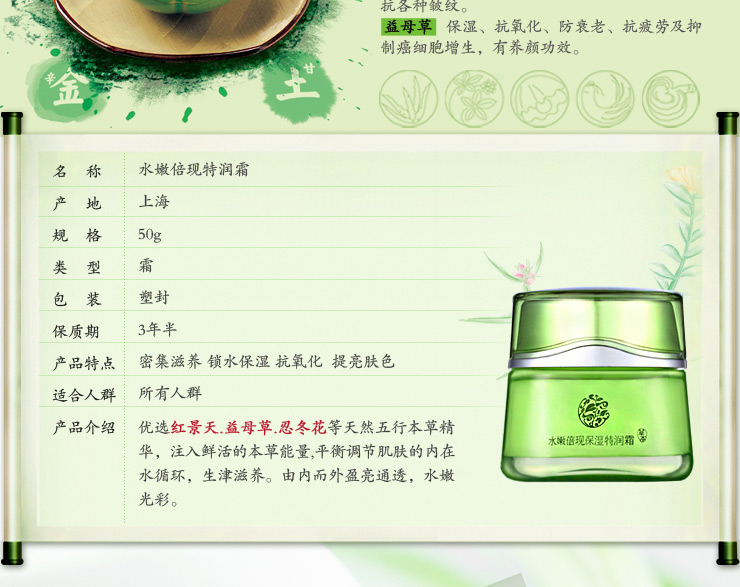 抗各种皱纹。
益母草 保湿、抗氧化、防衰老、抗疲劳及抑
制癌细胞增生，有养颜功效。
辛 金
土 甘
名 称 水嫩倍现特润霜
产 地 上海
规 格 50g
类 型 霜
包 装 塑封
保质期 3年半
产品特点 密集滋养 锁水保湿 抗氧化 提亮肤色
适合人群 所有人群
产品介绍 优选红景天.益母草.忍冬花等天然五行本草精
华，注入鲜活的本草能量,平衡调节肌肤的内在
水循环，生津滋养。由内而外盈亮通透，水嫩
光彩。
水嫩倍现保湿特润霜